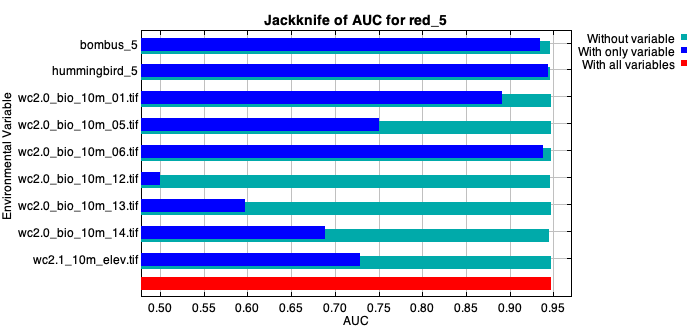 Jackknife of AUC for red_5
Without variable
With only variable
With all variables
Environmental Variable
bombus_5
hummingbird_5
wc2.0_bio_10m_01.tif
wc2.0_bio_10m_05.tif
wc2.0_bio_10m_06.tif
wc2.0_bio_10m_12.tif
wc2.0_bio_10m_13.tif
wc2.0_bio_10m_14.tif
wc2.1_10m_elev.tif
0.50 0.55 0.60 0.65 0.70 0.75 0.80 0.85 0.90 0.95
AUC